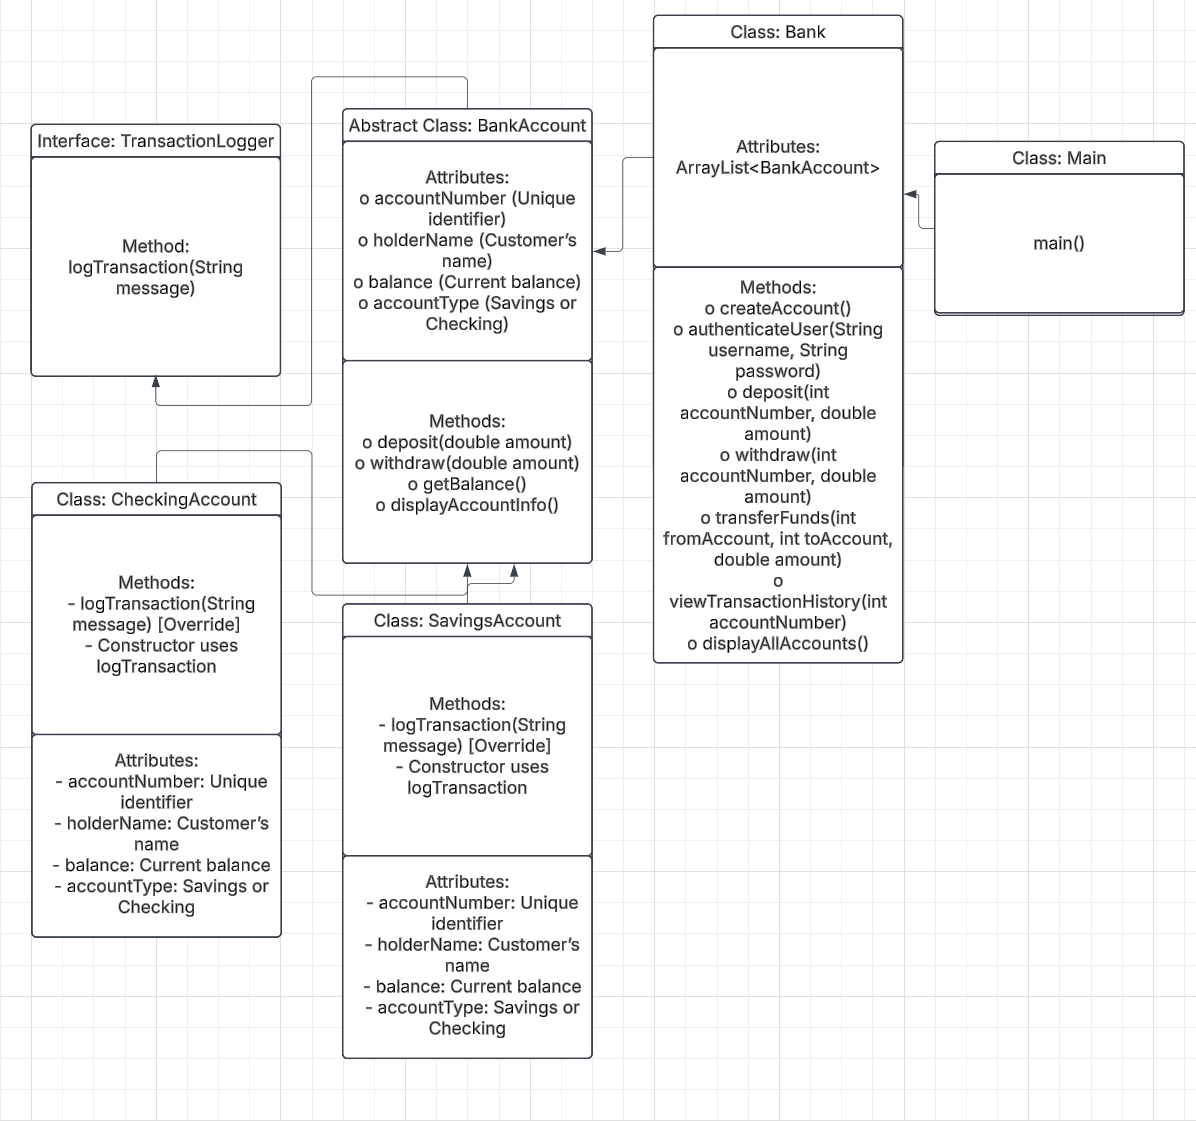 Interface: TransactionLogger
Method:
logTransaction(String
message)
Abstract Class: BankAccount
Attributes:
o accountNumber (Unique
identifier)
o holderName (Customer’s
name)
o balance (Current balance)
o accountType (Savings or
Checking)
Methods:
o deposit(double amount)
o withdraw(double amount)
o getBalance()
o displayAccountInfo()
Class: Bank
Attributes:
ArrayList<BankAccount>
Methods:
o createAccount()
o authenticateUser(String
username, String
password)
o deposit(int
accountNumber, double
amount)
o withdraw(int
accountNumber, double
amount)
o transferFunds(int
fromAccount, int toAccount,
double amount)
o
viewTransactionHistory(int
accountNumber)
o displayAllAccounts()
Class: Main
main()
Class: CheckingAccount
Methods:
- logTransaction(String
message) [Override]
- Constructor uses
logTransaction
Attributes:
- accountNumber: Unique
identifier
- holderName: Customer’s
name
- balance: Current balance
- accountType: Savings or
Checking
Class: SavingsAccount
Methods:
- logTransaction(String
message) [Override]
- Constructor uses
logTransaction
Attributes:
- accountNumber: Unique
identifier
- holderName: Customer’s
name
- balance: Current balance
- accountType: Savings or
Checking